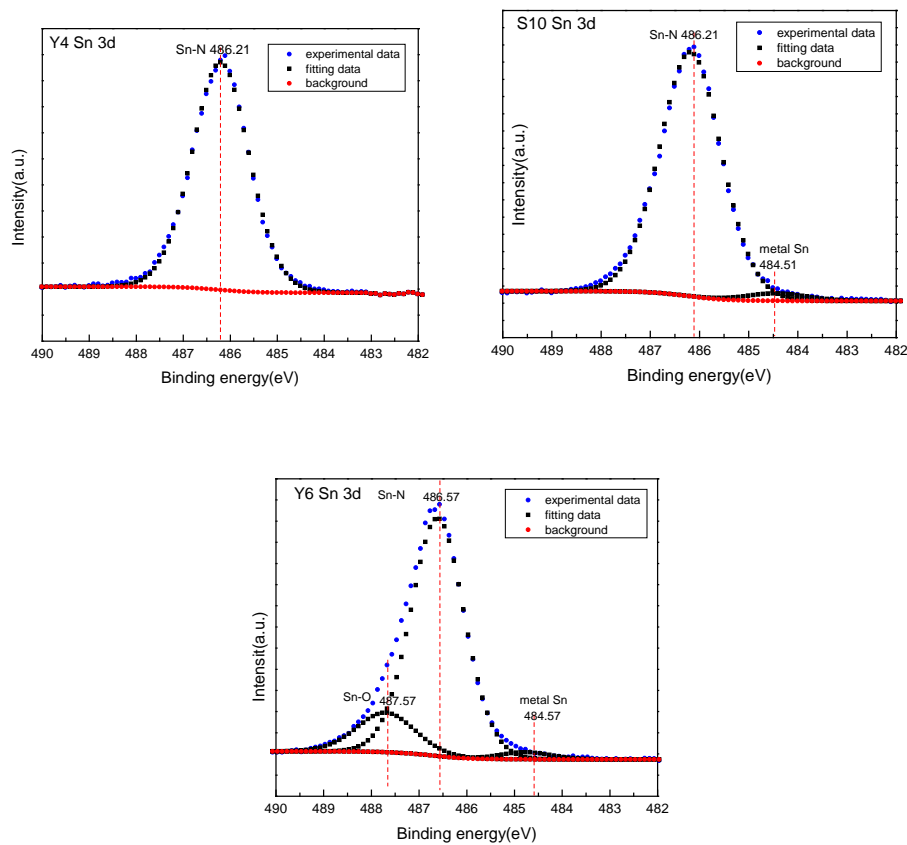 Y4 Sn 3d
Sn-N 486.21
experimental data
fitting data
background
Intensity(a.u.)
490 489 488 487 486 485 484 483 482
Binding energy(eV)
S10 Sn 3d
Sn-N 486.21
experimental data
fitting data
background
metal Sn
484.51
Intensity(a.u.)
490 489 488 487 486 485 484 483 482
Binding energy(eV)
Y6 Sn 3d
Sn-N 486.57
experimental data
fitting data
background
Sn-O 487.57
metal Sn
484.57
Intensit(a.u.)
490 489 488 487 486 485 484 483 482
Binding energy(eV)